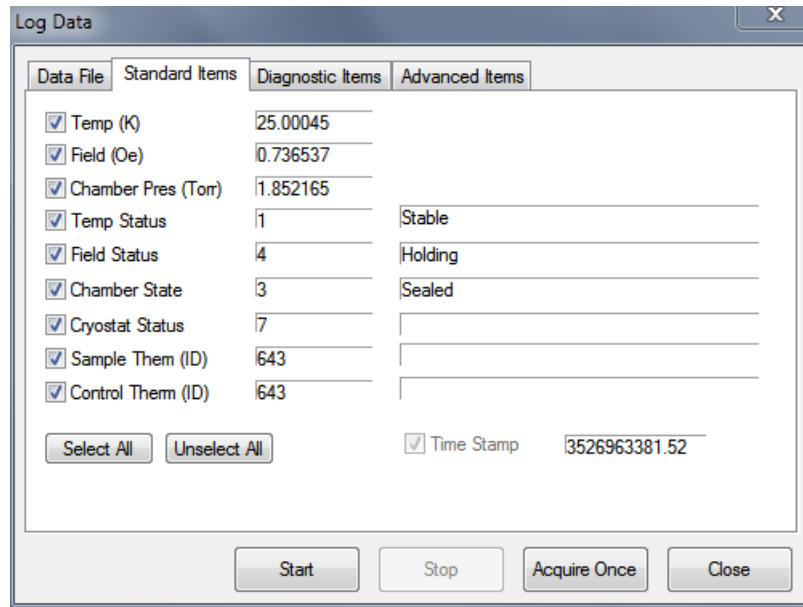 Log Data
X
Data File Standard Items Diagnostic Items Advanced Items
Temp (K) 25.00045
Field (Oe) 0.736537
Chamber Pres (Torr) 1.852165
Temp Status 1 Stable
Field Status 4 Holding
Chamber State 3 Sealed
Cryostat Status 7
Sample Them (ID) 643
Control Therm (ID) 643
Select All Unselect All Time Stamp 3526963381.52
Start Stop Acquire Once Close